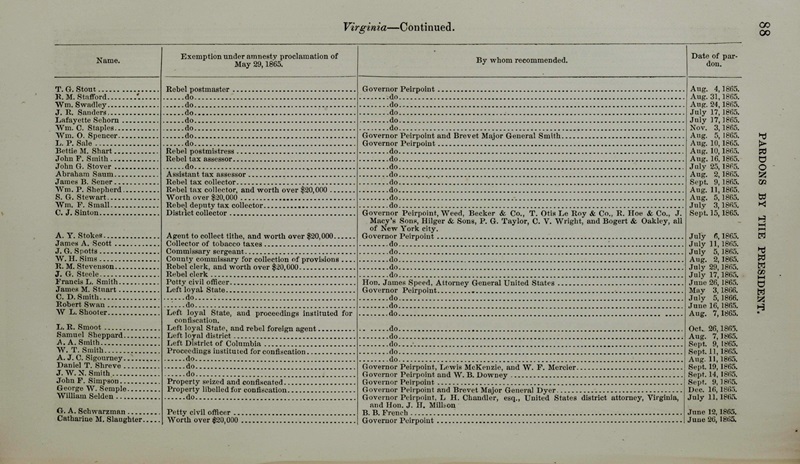 Virginia—Continued.
88
PARDONS BY THE PRESIDENT.
Name. Exemption under amnesty proclamation of May 29, 1865. By whom recommended. Date of pardon.
T. G. Stout Rebel postmaster Governor Peirpoint Aug. 4, 1865.
R. M. Stafford do do Aug. 31, 1865.
Wm. Swadley do do Aug. 24, 1865.
J. R. Sanders do do July 17, 1865.
Lafayette Sehorn do do July 17, 1865.
Wm. C. Staples do do Nov. 3, 1865.
Wm. O. Spencer do Governor Peirpoint and Brevet Major General Smith Aug. 5, 1865.
L. P. Sale do Governor Peirpoint Aug. 10, 1865.
Bettie M. Shart Rebel postmistress do Aug. 10, 1865.
John F. Smith Rebel tax assessor do Aug. 16, 1865.
John G. Stover do do July 25, 1865.
Abraham Saum Assistant tax assessor do Aug. 2, 1865.
James B. Sener Rebel tax collector do Sept. 9, 1865.
Wm. P. Shepherd Rebel tax collector, and worth over $20,000 do Aug. 11, 1865.
S. G. Stewart Worth over $20,000 do Aug. 5, 1865.
Wm. F. Small Rebel deputy tax collector do July 3, 1865.
C. J. Sinton District collector Governor Peirpoint, Weed, Becker & Co., T. Otis Le Roy & Co., R. Hoe & Co., J. Sept. 15, 1865.
Macy's Sons, Hilger & Sons, P. G. Taylor, C. V. Wright, and Bogert & Oakley, all
of New York city.
A. Y. Stokes Agent to collect tithe, and worth over $20,000 Governor Peirpoint July 6, 1865.
James A. Scott Collector of tobacco taxes do July 11, 1865.
J. G. Spotts Commissary sergeant do July 5, 1865.
W. H. Sims County commissary for collection of provisions do Aug. 2, 1865.
R. M. Stevenson Rebel clerk, and worth over $20,000 do July 29, 1865.
J. G. Steele Rebel clerk do July 17, 1865.
Francis L. Smith Petty civil officer Hon. James Speed, Attorney General United States June 26, 1865.
James M. Stuart Left loyal State Governor Peirpoint May 3, 1866.
C. D. Smith do do July 5, 1866.
Robert Swan do do June 16, 1865.
W L. Shooter Left loyal State, and proceedings instituted for do Aug. 7, 1865.
confiscation.
L. R. Smoot Left loyal State, and rebel foreign agent do Oct. 26, 1865.
Samuel Sheppard Left loyal district do Aug. 7, 1865.
A. A. Smith Left District of Columbia do Sept. 9, 1865.
W. T. Smith Proceedings instituted for confiscation do Sept. 11, 1865.
A. J. C. Sigourney do do Aug. 11, 1865.
Daniel T. Shreve do Governor Peirpoint, Lewis McKenzie, and W. F. Mercier Sept. 19, 1865.
J. W. N. Smith do Governor Peirpoint and W. B. Downey Sept. 14, 1865.
John F. Simpson Property seized and confiscated Governor Peirpoint Sept. 9, 1865.
George W. Semple Property libelled for confiscation Governor Peirpoint and Brevet Major General Dyer Dec. 16, 1865.
William Selden do Governor Peirpoint, L H. Chandler, esq., United States district attorney, Virginia, July 11, 1865.
and Hon. J. H. Millson
G. A. Schwarzman Petty civil officer B. B. French June 12, 1865.
Catharine M. Slaughter Worth over $20,000 Governor Peirpoint June 26, 1865.